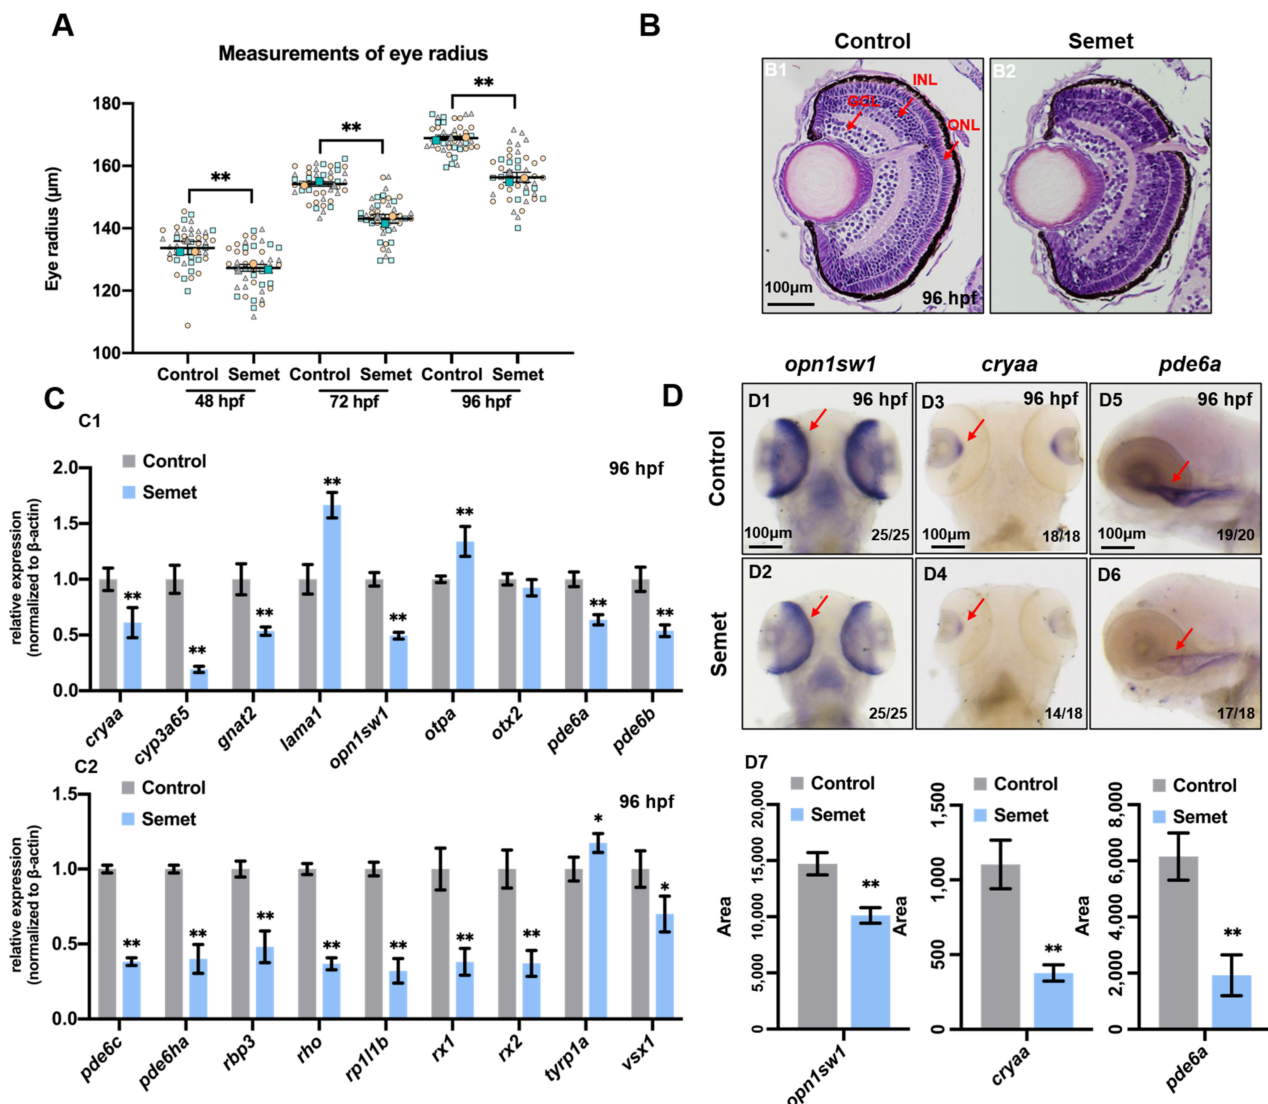 A
Measurements of eye radius
Eye radius (μm)
180
160
140
120
100
**
**
**
Control Semet Control Semet Control Semet
48 hpf 72 hpf 96 hpf
B
Control Semet
B1
GCL
INL
ONL
100μm
96 hpf
B2
C
C1
relative expression
(normalized to β-actin)
Control
Semet
96 hpf
2.0
1.5
1.0
0.5
0.0
** ** ** ** ** ** ** **
cryaa cyp3a65 gnat2 lama1 opn1sw1 otpa otx2 pde6a pde6b
C2
relative expression
(normalized to β-actin)
Control
Semet
96 hpf
1.5
1.0
0.5
0.0
** ** ** ** ** ** ** * *
pde6c pde6ha rbp3 rho rp1l1b rx1 rx2 tyrp1a vsx1
D
opn1sw1 cryaa pde6a
Control
D1 96 hpf
100μm 25/25
D3 96 hpf
100μm 18/18
D5 96 hpf
100μm 19/20
Semet
D2
25/25
D4
14/18
D6
17/18
D7
Control
Semet
Area
20,000
15,000
10,000
5,000
0
**
opn1sw1
Control
Semet
Area
1,500
1,000
500
0
**
cryaa
Control
Semet
Area
8,000
6,000
4,000
2,000
0
**
pde6a